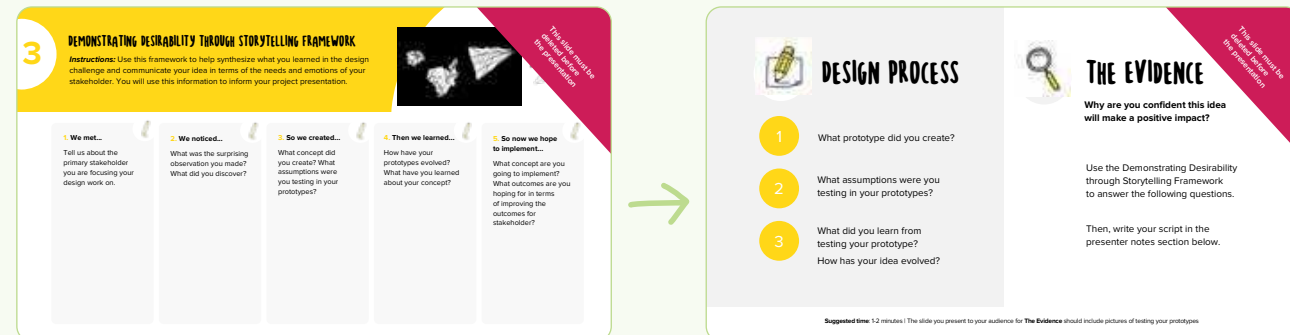 3
DEMONSTRATING DESIRABILITY THROUGH STORYTELLING FRAMEWORK
Instructions: Use this framework to help synthesize what you learned in the design
challenge and communicate your idea in terms of the needs and emotions of your
stakeholder. You will use this information to inform your project presentation.
This slide must be
deleted before
the presentation
1. We met...
Tell us about the
primary stakeholder
you are focusing your
design work on.
2. We noticed...
What was the surprising
observation you made?
What did you discover?
3. So we created...
What concept did
you create? What
assumptions were
you testing in your
prototypes?
4. Then we learned...
How have your
prototypes evolved?
What have you learned
about your concept?
5. So now we hope
to implement...
What concept are you
going to implement?
What outcomes are you
hoping for in terms
of improving the
outcomes for
stakeholder?
DESIGN PROCESS
1
What prototype did you create?
2
What assumptions were you
testing in your prototypes?
3
What did you learn from
testing your prototype?
How has your idea evolved?
THE EVIDENCE
This slide must be
deleted before
the presentation
Why are you confident this idea
will make a positive impact?
Use the Demonstrating Desirability
through Storytelling Framework
to answer the following questions.
Then, write your script in the
presenter notes section below.
Suggested time: 1-2 minutes | The slide you present to your audience for The Evidence should include pictures of testing your prototypes